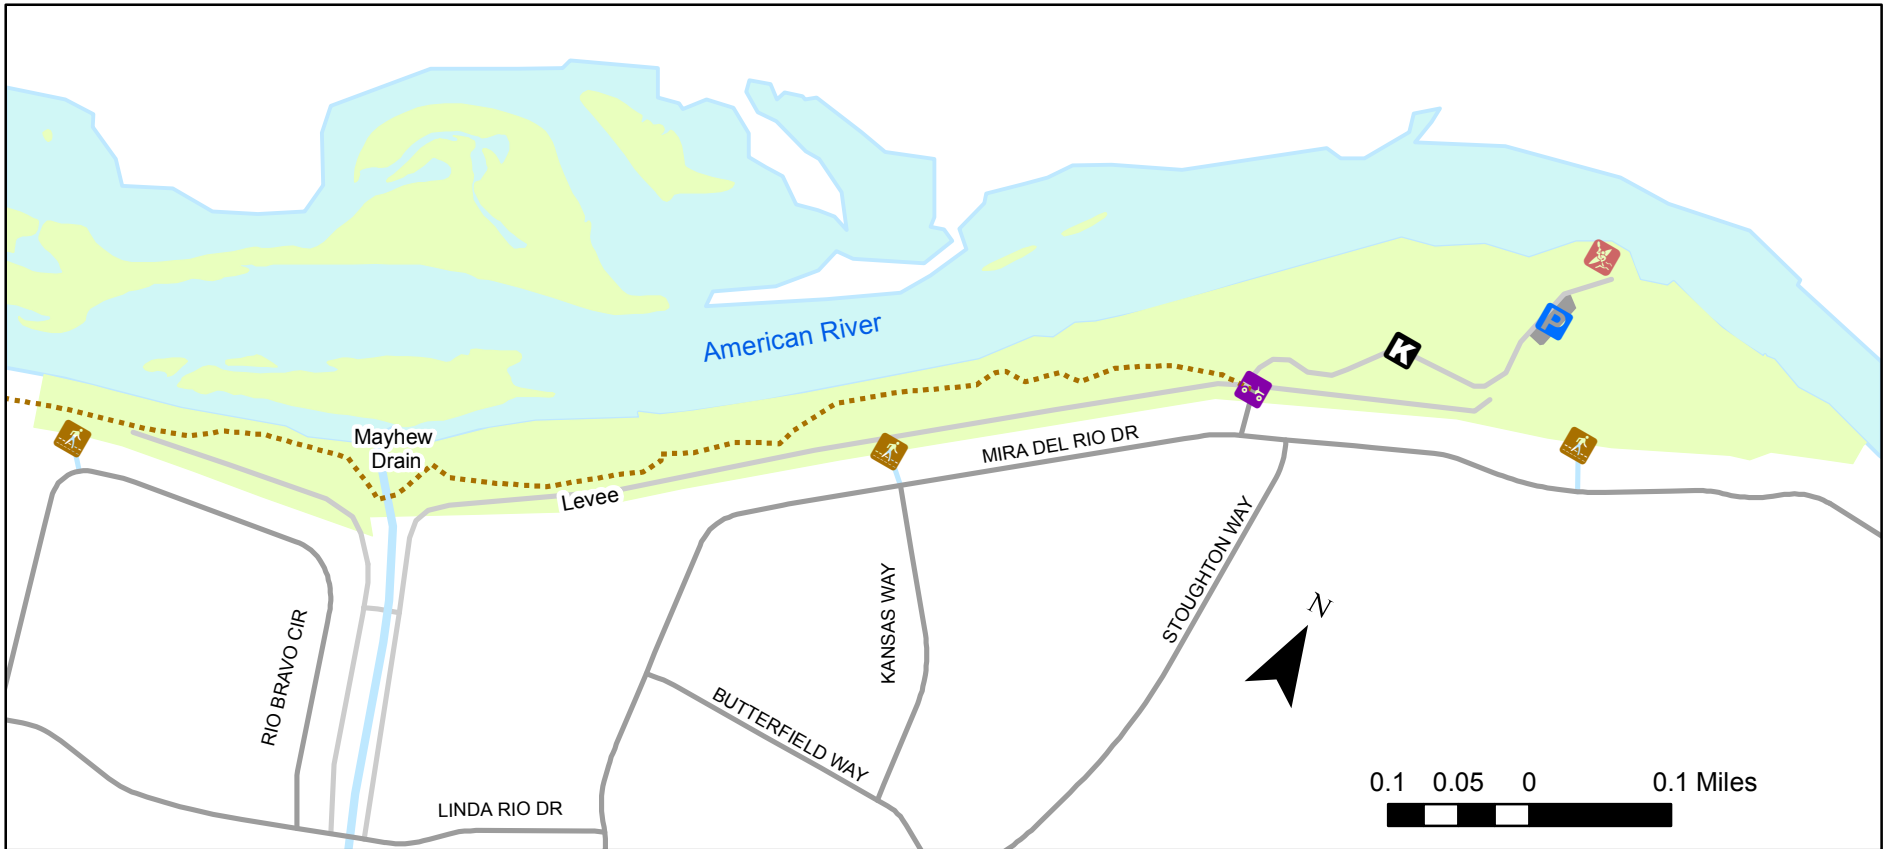 American River
Mayhew
Drain
Levee
MIRA DEL RIO DR
K
P
RIO BRAVO CIR
LINDA RIO DR
BUTTERFIELD WAY
KANSAS WAY
STOUGHTON WAY
N
0.1 0.05 0 0.1 Miles